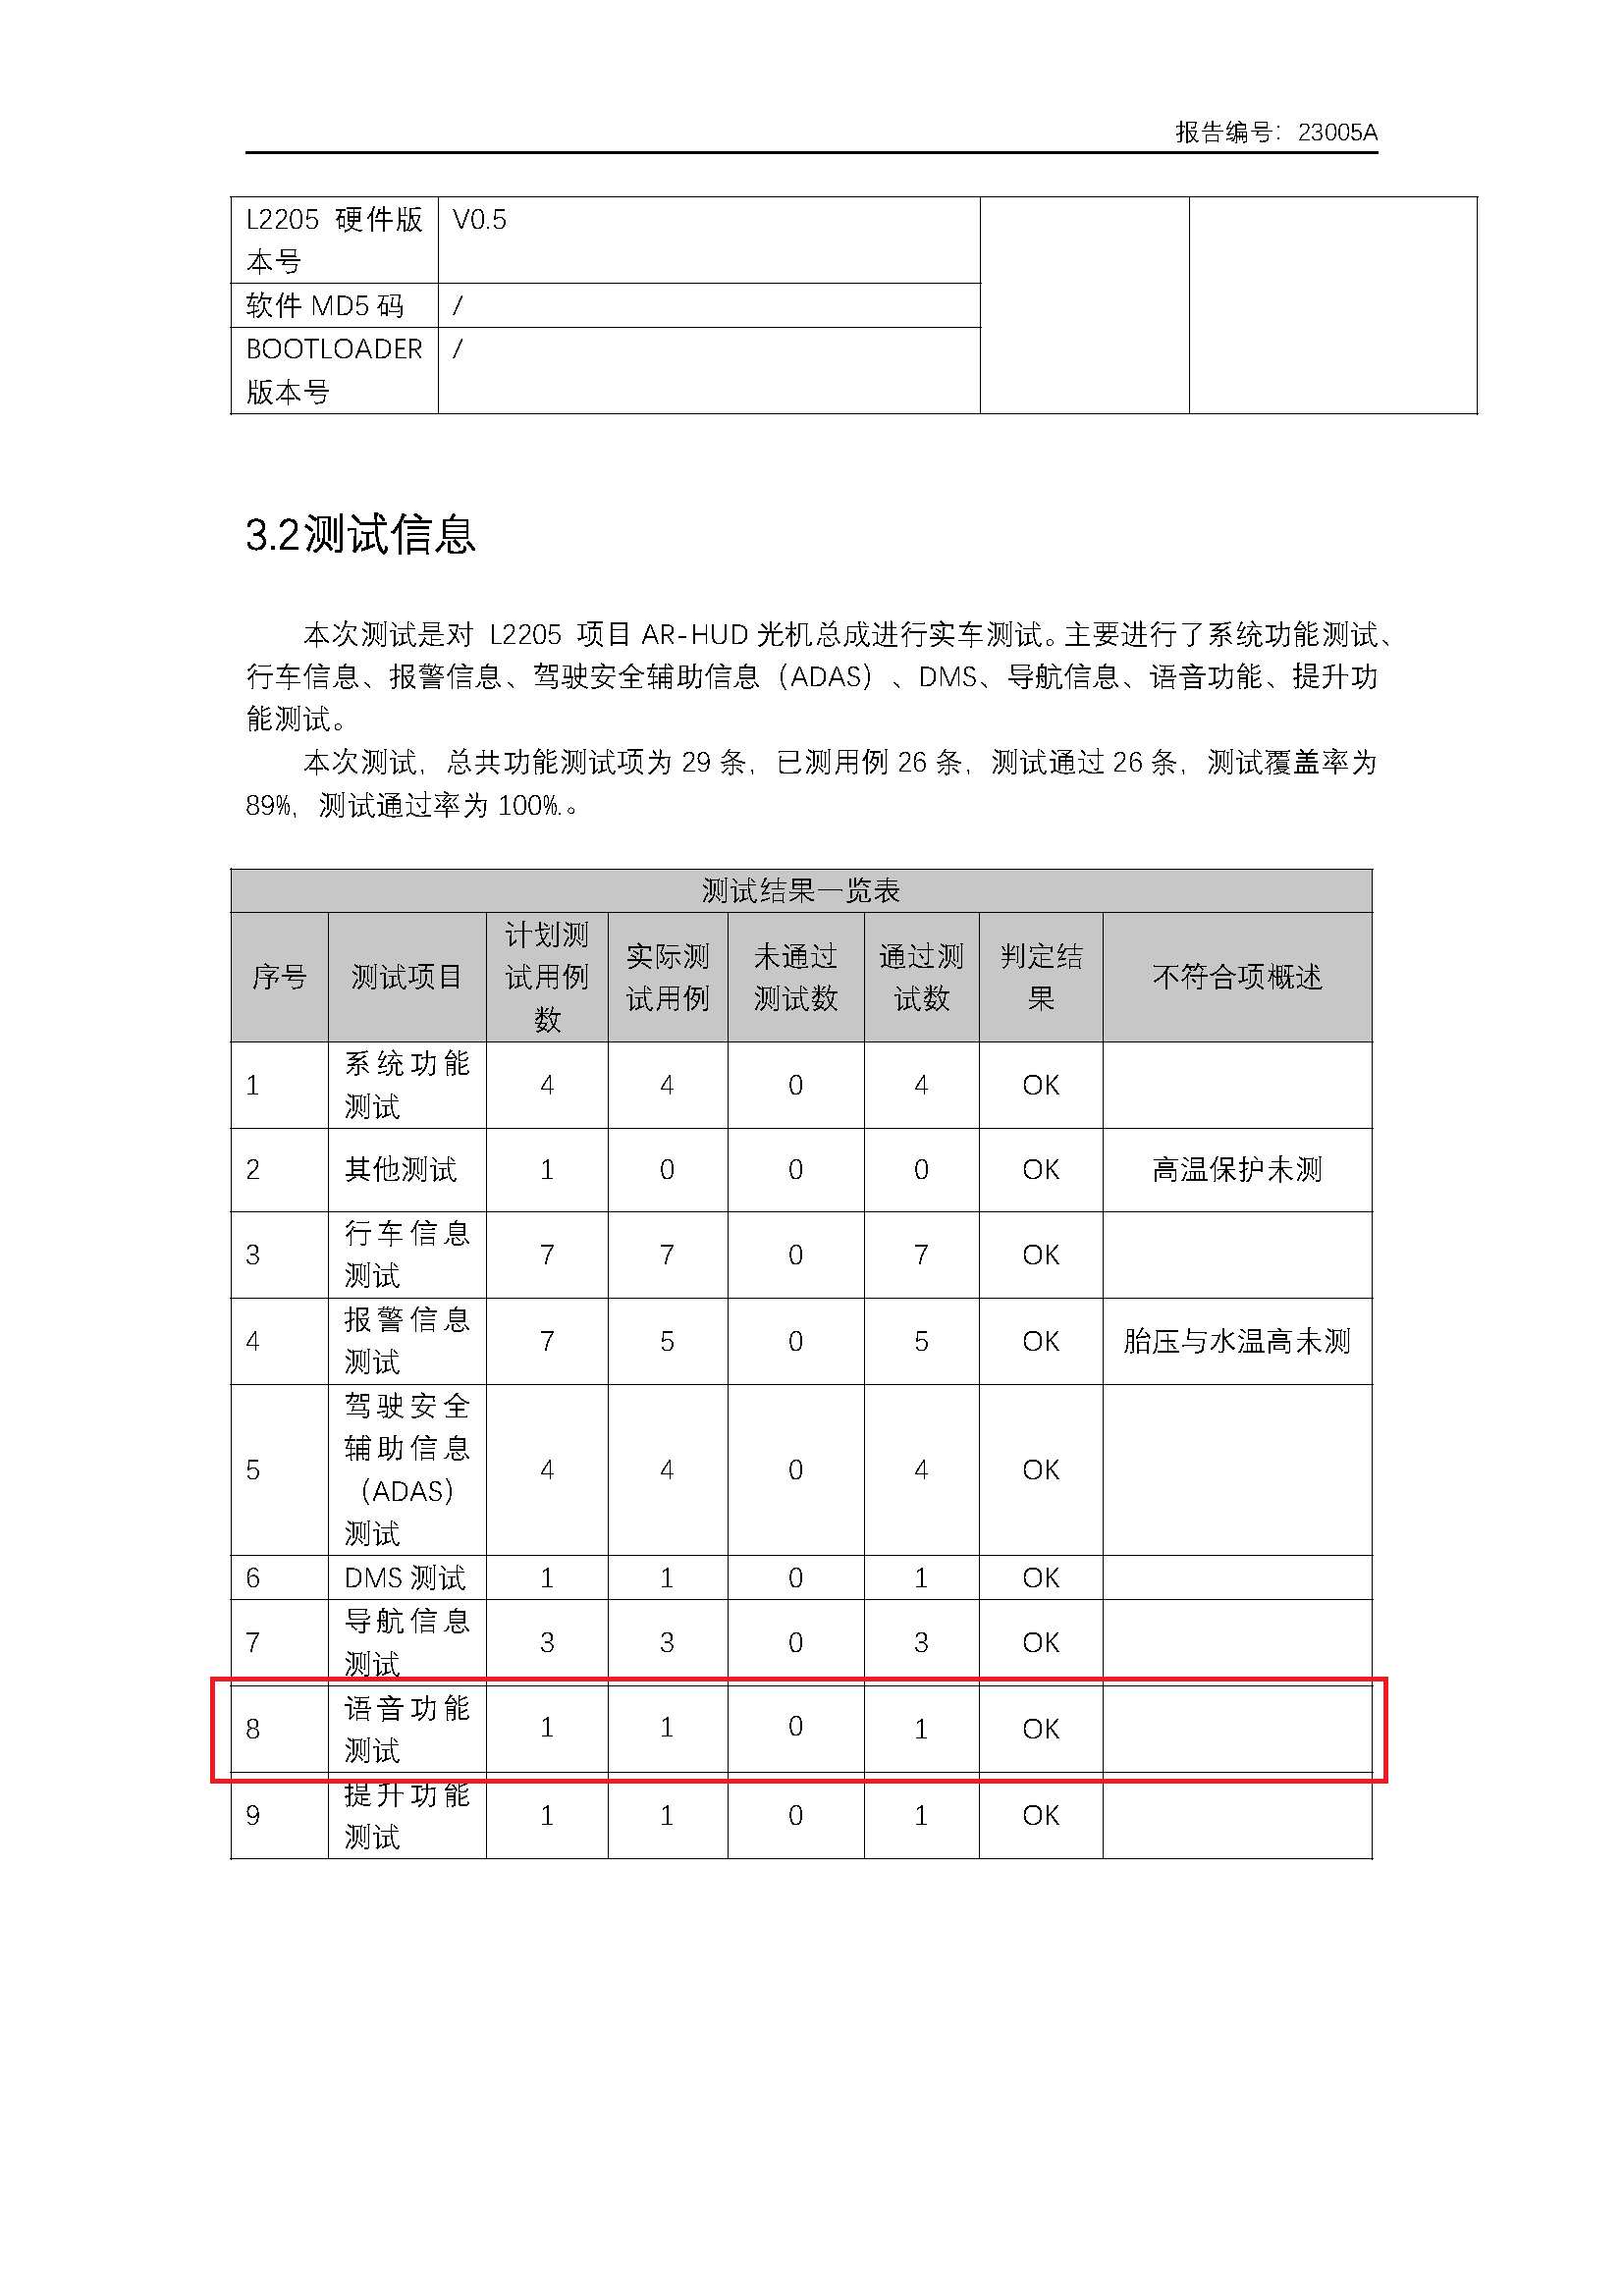 报告编号：23005A
L2205 硬件版 V0.5
本号
软件 MD5 码 /
BOOTLOADER /
版本号
3.2测试信息
本次测试是对 L2205 项目 AR-HUD 光机总成进行实车测试。主要进行了系统功能测试、
行车信息、报警信息、驾驶安全辅助信息（ADAS）、DMS、导航信息、语音功能、提升功
能测试。
本次测试，总共功能测试项为 29 条，已测用例 26 条，测试通过 26 条，测试覆盖率为
89%，测试通过率为 100%.。
测试结果一览表
序号 测试项目 计划测试用例数 实际测试用例 未通过测试数 通过测试数 判定结果 不符合项概述
1 系统功能测试 4 4 0 4 OK
2 其他测试 1 0 0 0 OK 高温保护未测
3 行车信息测试 7 7 0 7 OK
4 报警信息测试 7 5 0 5 OK 胎压与水温高未测
5 驾驶安全辅助信息（ADAS）测试 4 4 0 4 OK
6 DMS 测试 1 1 0 1 OK
7 导航信息测试 3 3 0 3 OK
8 语音功能测试 1 1 0 1 OK
9 提升功能测试 1 1 0 1 OK